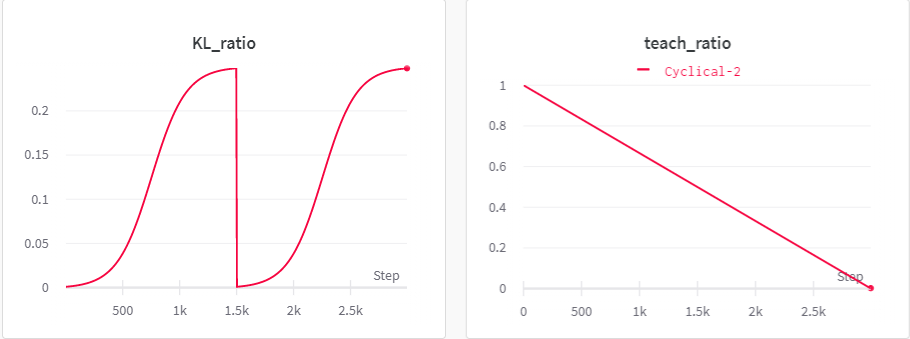 KL_ratio
0.2
0.15
0.1
0.05
0
Step
500
1k
1.5k
2k
2.5k
teach_ratio
Cyclical-2
1
0.8
0.6
0.4
0.2
0
Step
0
500
1k
1.5k
2k
2.5k